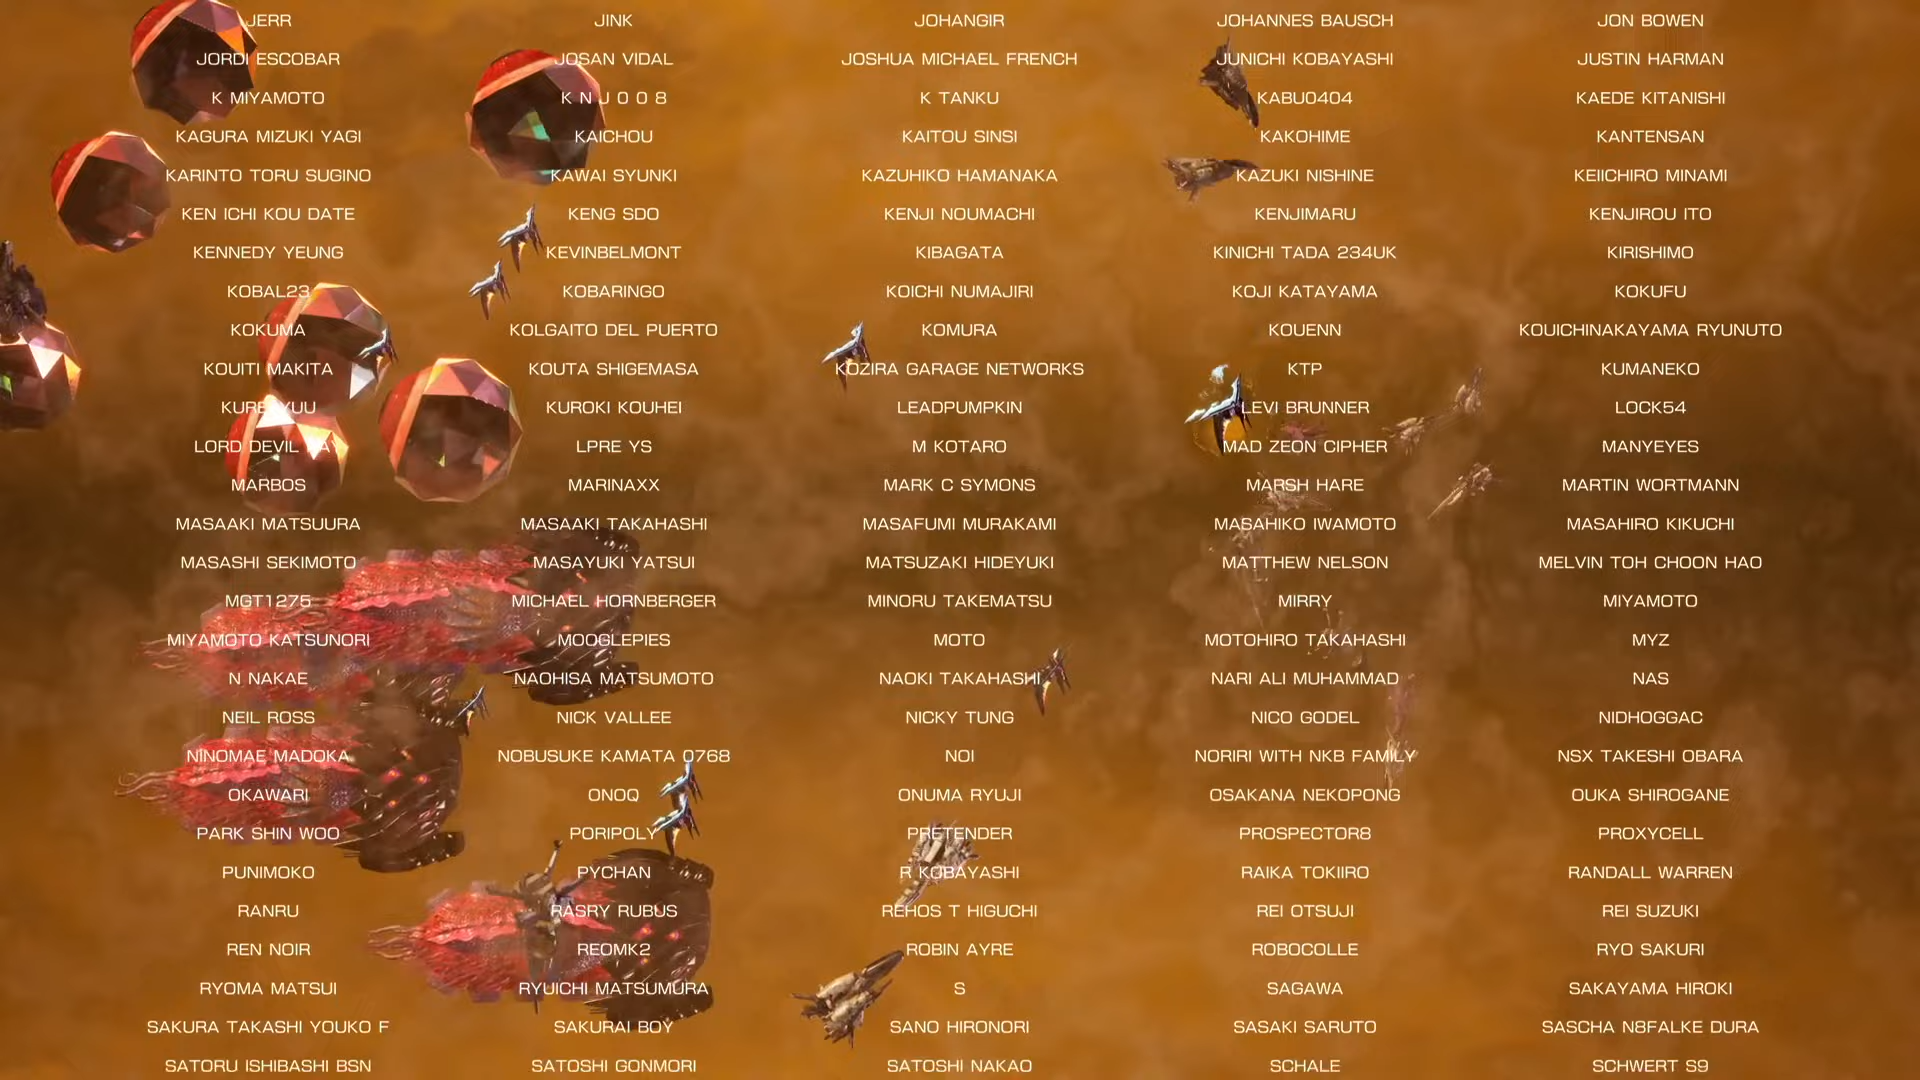 JERR JINK JOHANGIR JOHANNES BAUSCH JON BOWEN
JORDI ESCOBAR JOSAN VIDAL JOSHUA MICHAEL FRENCH JUNICHI KOBAYASHI JUSTIN HARMAN
K MIYAMOTO K N J 0 0 8 K TANKU KABU0404 KAEDE KITANISHI
KAGURA MIZUKI YAGI KAICHOU KAITOU SINSI KAKOHIME KANTENSAN
KARINTO TORU SUGINO KAWAI SYUNKI KAZUHIKO HAMANAKA KAZUKI NISHINE KEIICHIRO MINAMI
KEN ICHI KOU DATE KENG SDO KENJI NOUMACHI KENJIMARU KENJIROU ITO
KENNEDY YEUNG KEVINBELMONT KIBAGATA KINICHI TADA 234UK KIRISHIMO
KOBAL23 KOBARINGO KOICHI NUMAJIRI KOJI KATAYAMA KOKUFU
KOKUMA KOLGAITO DEL PUERTO KOMURA KOUENN KOUICHINAKAYAMA RYUNUTO
KOUITI MAKITA KOUTA SHIGEMASA KOZIRA GARAGE NETWORKS KTP KUMANEKO
YUU KUROKI KOUHEI LEADPUMPKIN LEVI BRUNNER LOCK54
LORD DEVIL LPRE YS M KOTARO MAD ZEON CIPHER MANYEYES
MARBOS MARINAXX MARK C SYMONS MARSH HARE MARTIN WORTMANN
MASAAKI MATSUURA MASAAKI TAKAHASHI MASAFUMI MURAKAMI MASAHIKO IWAMOTO MASAHIRO KIKUCHI
MASASHI SEKIMOTO MASAYUKI YATSUI MATSUZAKI HIDEYUKI MATTHEW NELSON MELVIN TOH CHOON HAO
MGT1275 MICHAEL HORNBERGER MINORU TAKEMATSU MIRRY MIYAMOTO
MIYAMOTO KATSUNORI MOOGLEPIES MOTO MOTOHIRO TAKAHASHI MYZ
N NAKAE NAOHISA MATSUMOTO NAOKI TAKAHASHI NARI ALI MUHAMMAD NAS
NEIL ROSS NICK VALLEE NICKY TUNG NICO GODEL NIDHOGGAC
NINOMAE MADOKA NOBUSUKE KAMATA 0768 NOI NORIRI WITH NKB FAMILY NSX TAKESHI OBARA
OKAWARI ONOQ ONUMA RYUJI OSAKANA NEKOPONG OUKA SHIROGANE
PARK SHIN WOO PORIPOLY PRETENDER PROSPECTOR8 PROXYCELL
PUNIMOKO PYCHAN R KOBAYASHI RAIKA TOKIIRO RANDALL WARREN
RANRU RASRY RUBUS REHOS T HIGUCHI REI OTSUJI REI SUZUKI
REN NOIR REOMK2 ROBIN AYRE ROBOCOLLE RYO SAKURI
RYOMA MATSUI RYUICHI MATSUMURA S SAGAWA SAKAYAMA HIROKI
SAKURA TAKASHI YOUKO F SAKURAI BOY SANO HIRONORI SASAKI SARUTO SASCHA N8FALKE DURA
SATORU ISHIBASHI BSN SATOSHI GONMORI SATOSHI NAKAO SCHALE SCHWERT S9